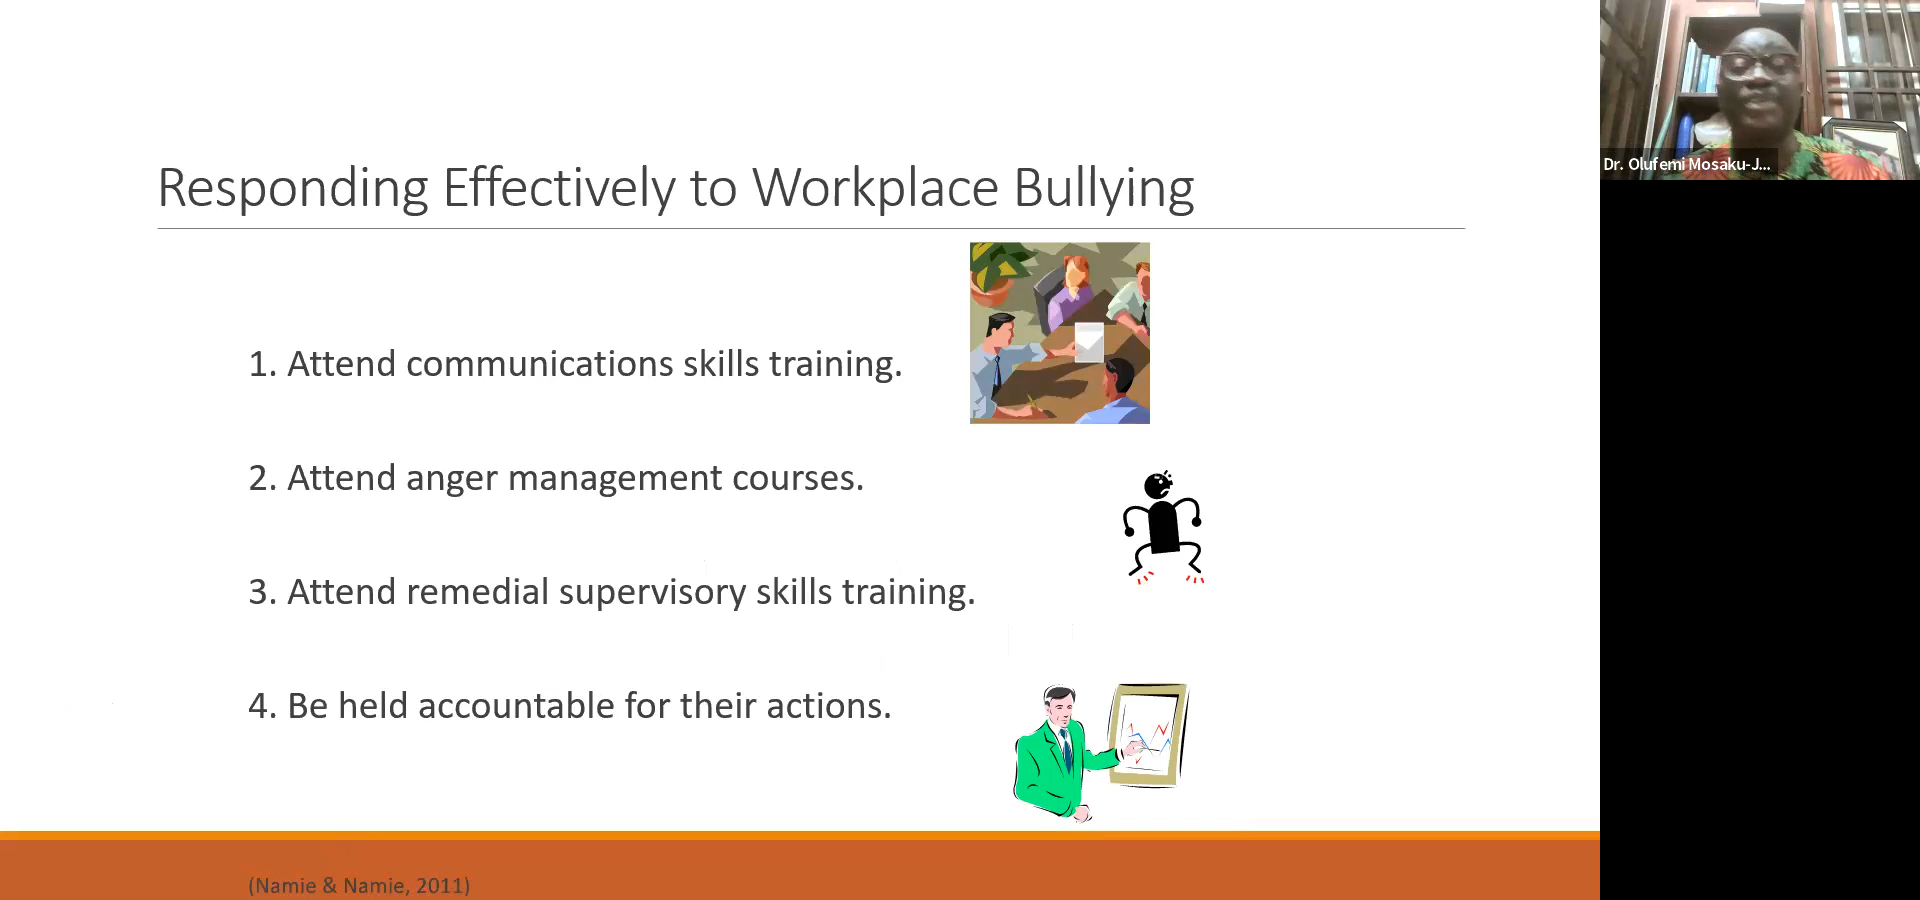 Responding Effectively to Workplace Bullying
1. Attend communications skills training.
2. Attend anger management courses.
3. Attend remedial supervisory skills training.
4. Be held accountable for their actions.
(Namie & Namie, 2011)
Dr. Olufemi Mosaku-J...